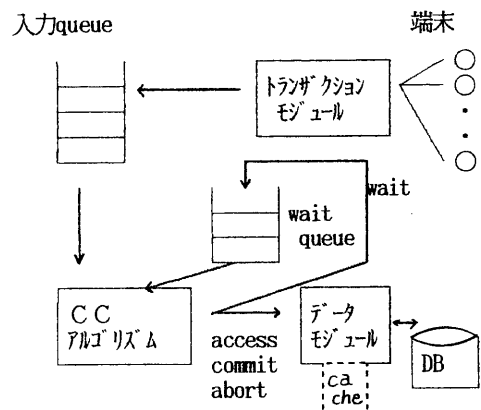 入力queue
端末
トランザクション
モジュール
wait
wait
queue
CC
アルゴリズム
access
commit
abort
データ
モジュール
DB
ca
che